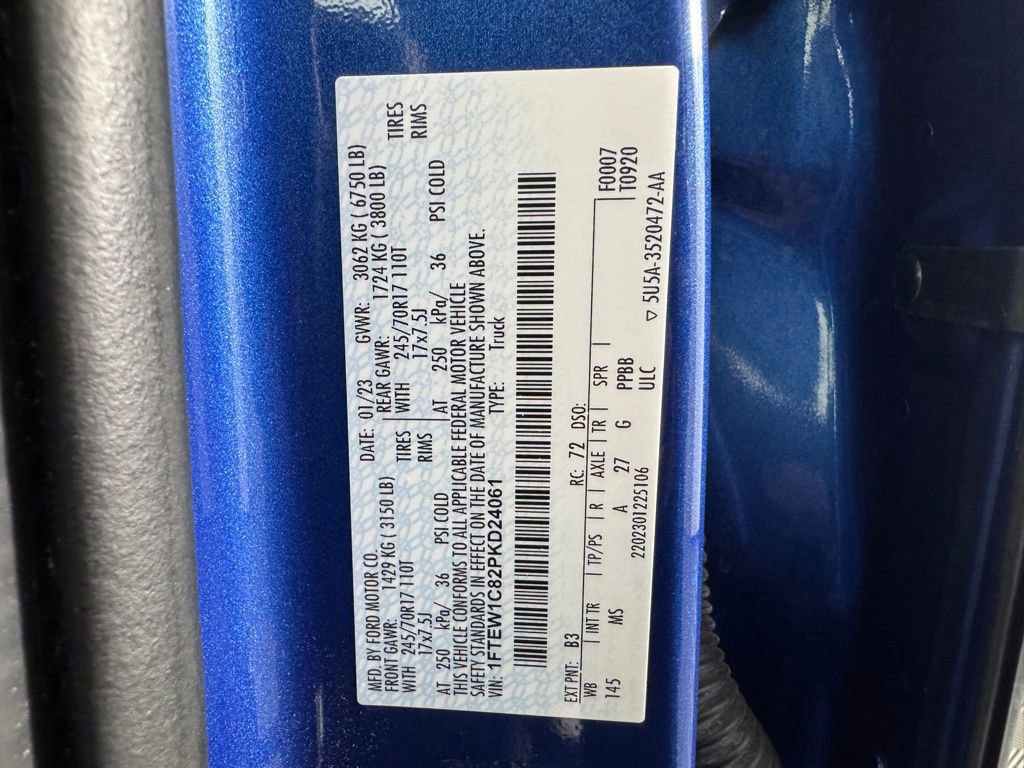 MFD. BY FORD MOTOR CO. DATE: 01/23 GVWR: 3062 KG ( 6750 LB)
FRONT GAWR: 1429 KG ( 3150 LB) REAR GAWR: 1724 KG ( 3800 LB)
WITH 245/70R17 110T TIRES WITH 245/70R17 110T TIRES
17x7.5J RIMS 17x7.5J RIMS
AT 250 kPa/ 36 PSI COLD AT 250 kPa/ 36 PSI COLD
THIS VEHICLE CONFORMS TO ALL APPLICABLE FEDERAL MOTOR VEHICLE
SAFETY STANDARDS IN EFFECT ON THE DATE OF MANUFACTURE SHOWN ABOVE.
VIN: 1FTEW1C82PKD24061 TYPE: Truck
EXT PNT: B3 RC: 72 DSO: F0007
WB INT TR TP/PS R AXLE TR SPR T0920
145 MS A 27 G PPBB
2202301225106 ULC ▽ 5U5A-3520472-AA